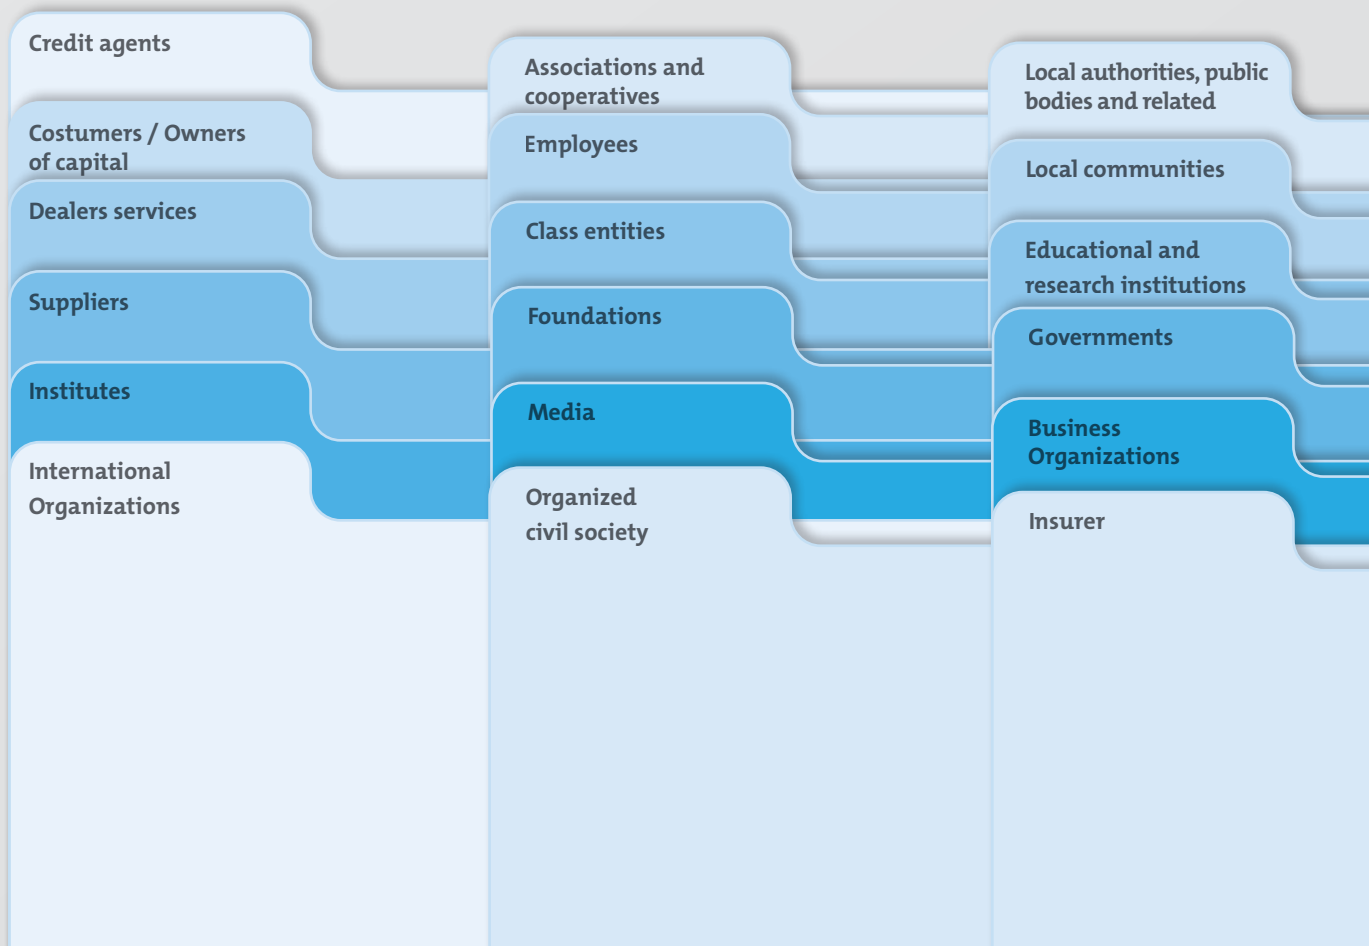 Credit agents
Costumers / Owners
of capital
Dealers services
Suppliers
Institutes
International
Organizations
Associations and
cooperatives
Employees
Class entities
Foundations
Media
Organized
civil society
Local authorities, public
bodies and related
Local communities
Educational and
research institutions
Governments
Business
Organizations
Insurer